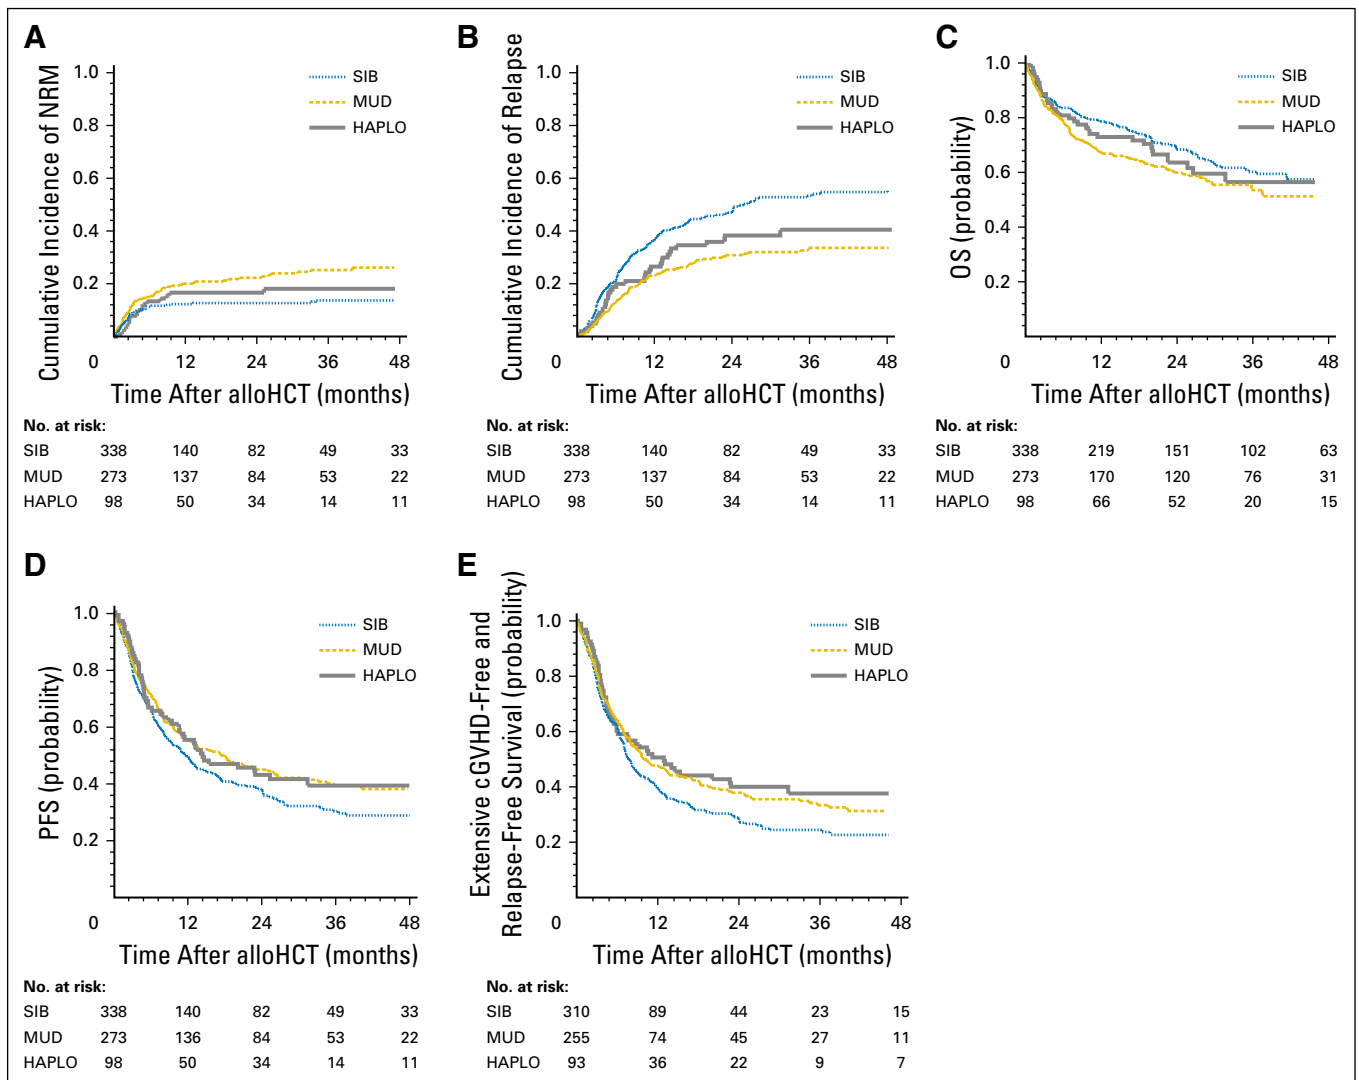 A
Cumulative Incidence of NRM
1.0
0.8
0.6
0.4
0.2
0
12
24
36
48
SIB
MUD
HAPLO
Time After alloHCT (months)
No. at risk:
SIB 338 140 82 49 33
MUD 273 137 84 53 22
HAPLO 98 50 34 14 11
B
Cumulative Incidence of Relapse
1.0
0.8
0.6
0.4
0.2
0
12
24
36
48
SIB
MUD
HAPLO
Time After alloHCT (months)
No. at risk:
SIB 338 140 82 49 33
MUD 273 137 84 53 22
HAPLO 98 50 34 14 11
C
OS (probability)
1.0
0.8
0.6
0.4
0.2
0
12
24
36
48
SIB
MUD
HAPLO
Time After alloHCT (months)
No. at risk:
SIB 338 219 151 102 63
MUD 273 170 120 76 31
HAPLO 98 66 52 20 15
D
PFS (probability)
1.0
0.8
0.6
0.4
0.2
0
12
24
36
48
SIB
MUD
HAPLO
Time After alloHCT (months)
No. at risk:
SIB 338 140 82 49 33
MUD 273 136 84 53 22
HAPLO 98 50 34 14 11
E
Extensive cGVHD-Free and
Relapse-Free Survival (probability)
1.0
0.8
0.6
0.4
0.2
0
12
24
36
48
SIB
MUD
HAPLO
Time After alloHCT (months)
No. at risk:
SIB 310 89 44 23 15
MUD 255 74 45 27 11
HAPLO 93 36 22 9 7